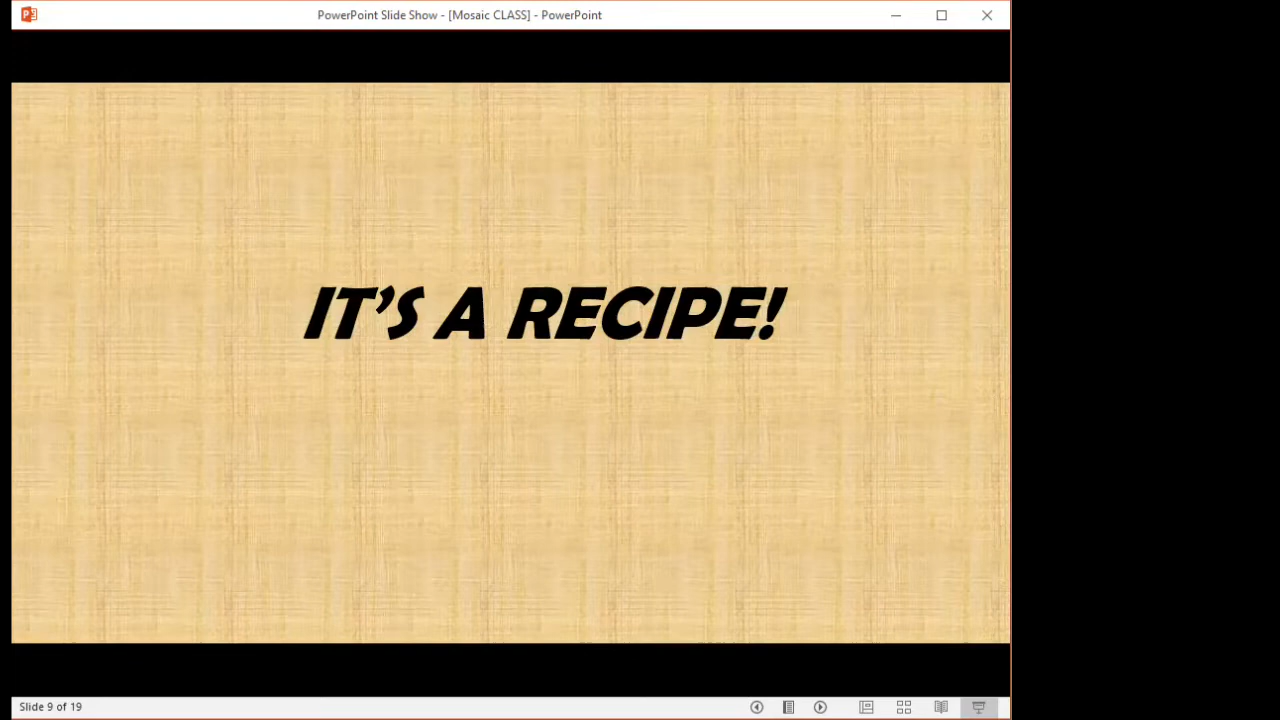 PowerPoint Slide Show - [Mosaic CLASS] - PowerPoint
IT'S A RECIPE!
Slide 9 of 19